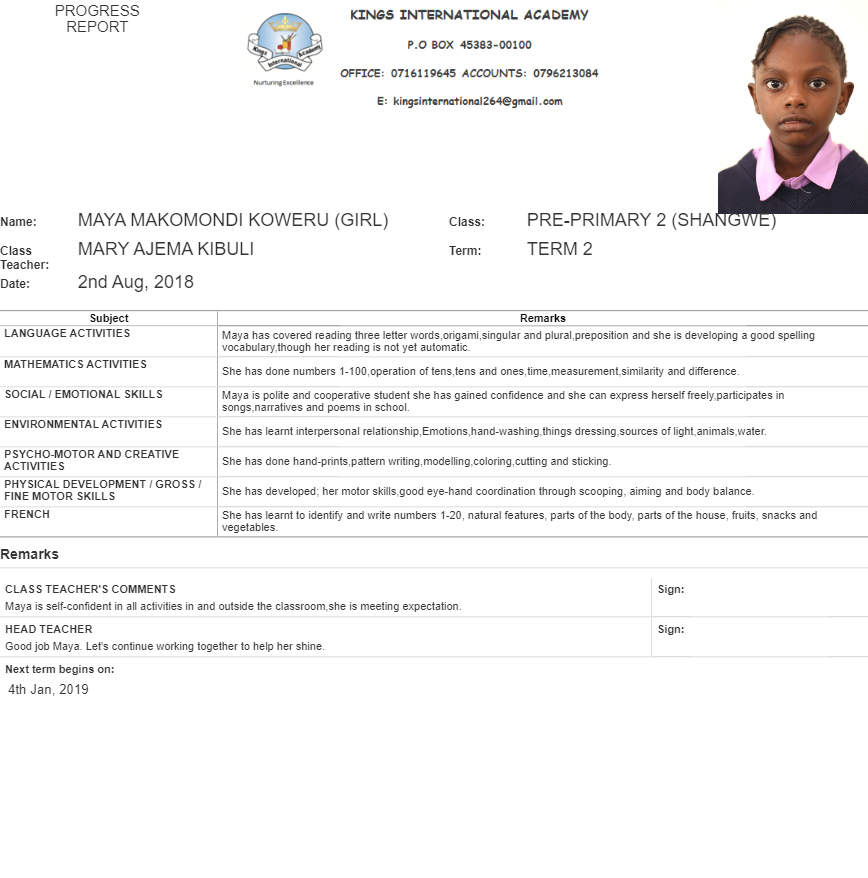 PROGRESS
REPORT
KINGS INTERNATIONAL ACADEMY
P.O BOX 45383-00100
OFFICE: 0716119645 ACCOUNTS: 0796213084
E: kingsinternational264@gmail.com
Kings Academy
International
Nurturing Excellence
Name: MAYA MAKOMONDI KOWERU (GIRL) Class: PRE-PRIMARY 2 (SHANGWE)
Class Teacher: MARY AJEMA KIBULI Term: TERM 2
Date: 2nd Aug, 2018
Subject Remarks
LANGUAGE ACTIVITIES
Maya has covered reading three letter words,origami,singular and plural,preposition and she is developing a good spelling
vocabulary,though her reading is not yet automatic.
MATHEMATICS ACTIVITIES
She has done numbers 1-100,operation of tens,tens and ones,time,measurement,similarity and difference.
SOCIAL / EMOTIONAL SKILLS
Maya is polite and cooperative student she has gained confidence and she can express herself freely,participates in
songs,narratives and poems in school.
ENVIRONMENTAL ACTIVITIES
She has learnt interpersonal relationship,Emotions,hand-washing,things dressing,sources of light,animals,water.
PSYCHO-MOTOR AND CREATIVE
ACTIVITIES
She has done hand-prints,pattern writing,modelling,coloring,cutting and sticking.
PHYSICAL DEVELOPMENT / GROSS /
FINE MOTOR SKILLS
She has developed; her motor skills,good eye-hand coordination through scooping, aiming and body balance.
FRENCH
She has learnt to identify and write numbers 1-20, natural features, parts of the body, parts of the house, fruits, snacks and
vegetables.
Remarks
CLASS TEACHER'S COMMENTS Sign:
Maya is self-confident in all activities in and outside the classroom,she is meeting expectation.
HEAD TEACHER Sign:
Good job Maya. Let's continue working together to help her shine.
Next term begins on:
4th Jan, 2019